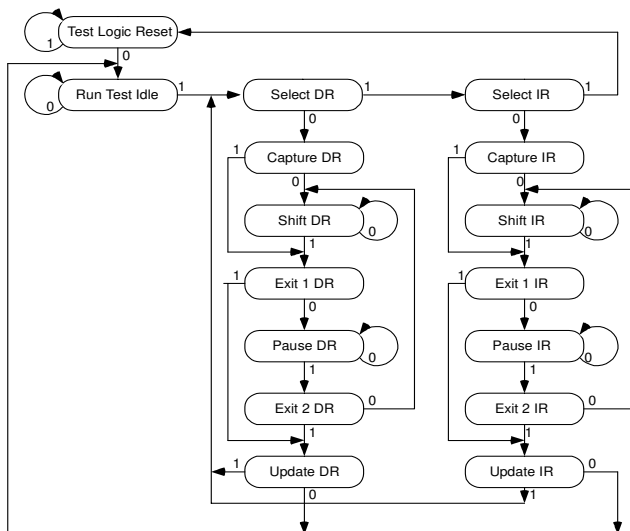 Test Logic Reset
1
0
Run Test Idle
0
1
Select DR
1
Select IR
1
0
0
Capture DR
1
0
Capture IR
1
0
Shift DR
0
1
Shift IR
0
1
Exit 1 DR
1
0
Exit 1 IR
1
0
Pause DR
0
1
Pause IR
0
1
Exit 2 DR
0
1
Exit 2 IR
0
1
Update DR
1
0
Update IR
0
1